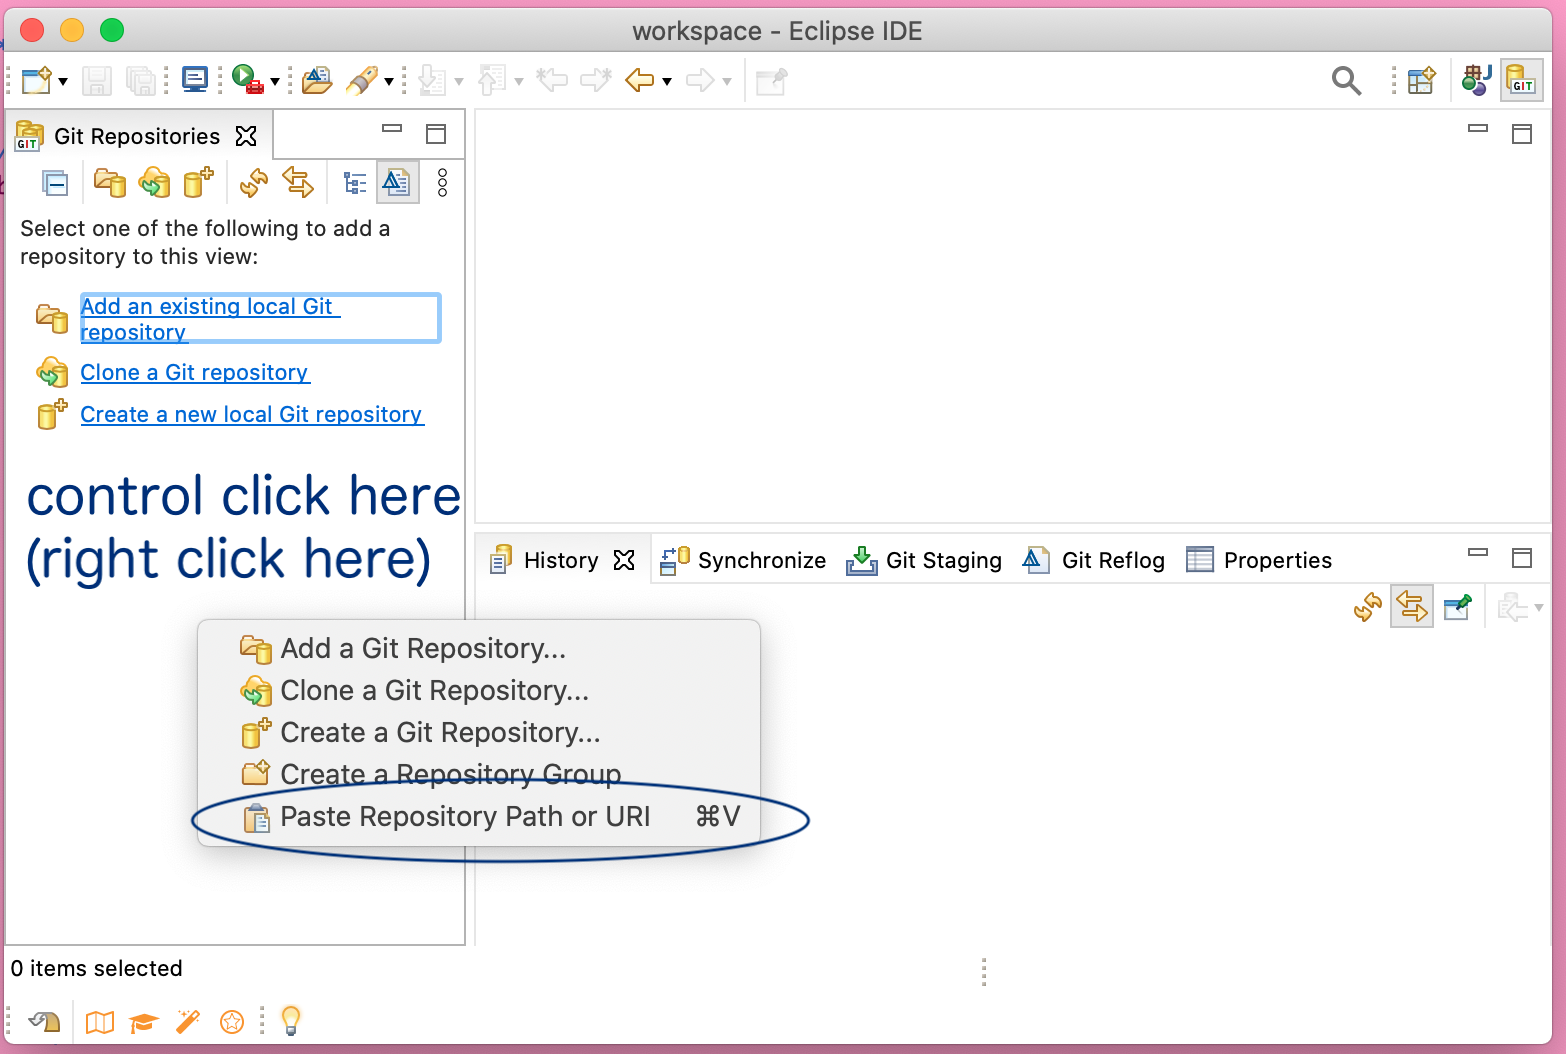 workspace - Eclipse IDE
GIT
Git Repositories
GIT
Select one of the following to add a
repository to this view:
Add an existing local Git
repository
Clone a Git repository
Create a new local Git repository
control click here
(right click here)
History
Synchronize
Git Staging
Git Reflog
Properties
Add a Git Repository...
Clone a Git Repository...
Create a Git Repository...
Create a Repository Group
Paste Repository Path or URI ⌘V
0 items selected